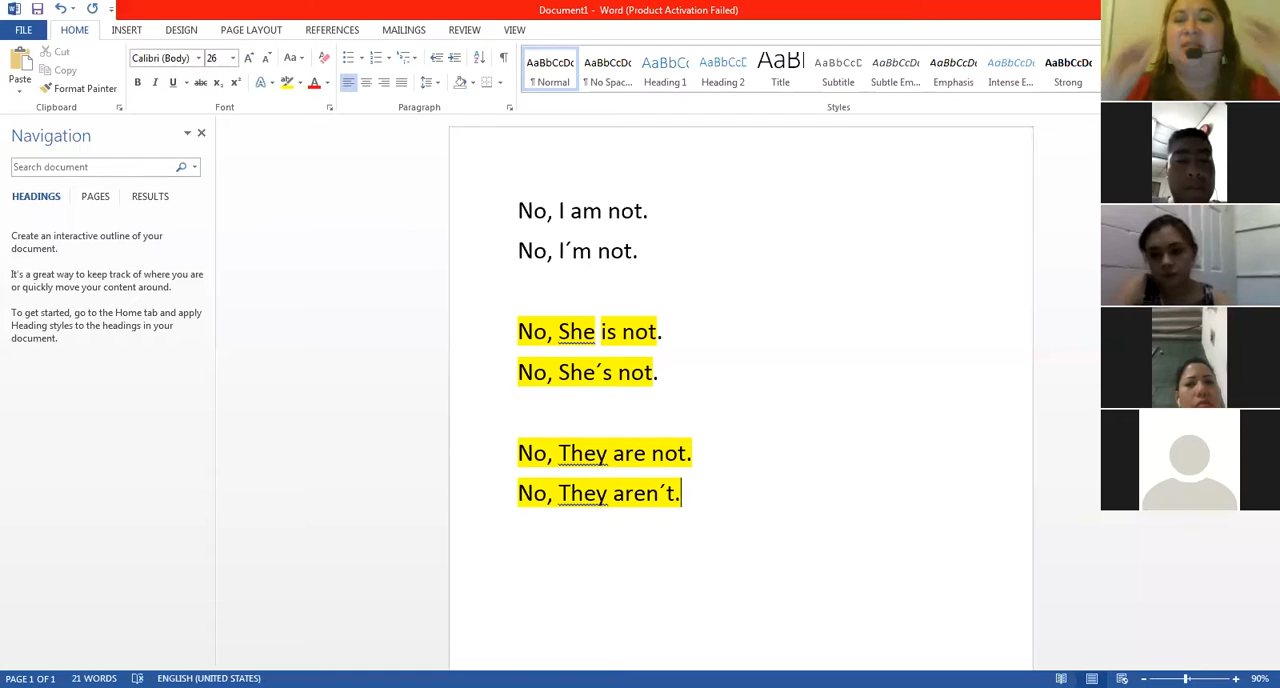 Document1 - Word (Product Activation Failed)
FILE HOME INSERT DESIGN PAGE LAYOUT REFERENCES MAILINGS REVIEW VIEW
Paste
Cut
Copy
Format Painter
Clipboard
Calibri (Body) 26
Font
Paragraph
AaBbCcDc AaBbCcDc AaBbCc AaBbCcC AaBl AaBbCcD AaBbCcDc AaBbCcDc AaBbCcDc AaBbCcDc
¶ Normal ¶ No Spac... Heading 1 Heading 2 Title Subtitle Subtle Em... Emphasis Intense E... Strong
Styles
Navigation
Search document
HEADINGS PAGES RESULTS
Create an interactive outline of your
document.
It's a great way to keep track of where you are
or quickly move your content around.
To get started, go to the Home tab and apply
Heading styles to the headings in your
document.
No, I am not.
No, I´m not.
No, She is not.
No, She´s not.
No, They are not.
No, They aren´t.
PAGE 1 OF 1 21 WORDS ENGLISH (UNITED STATES) 90%